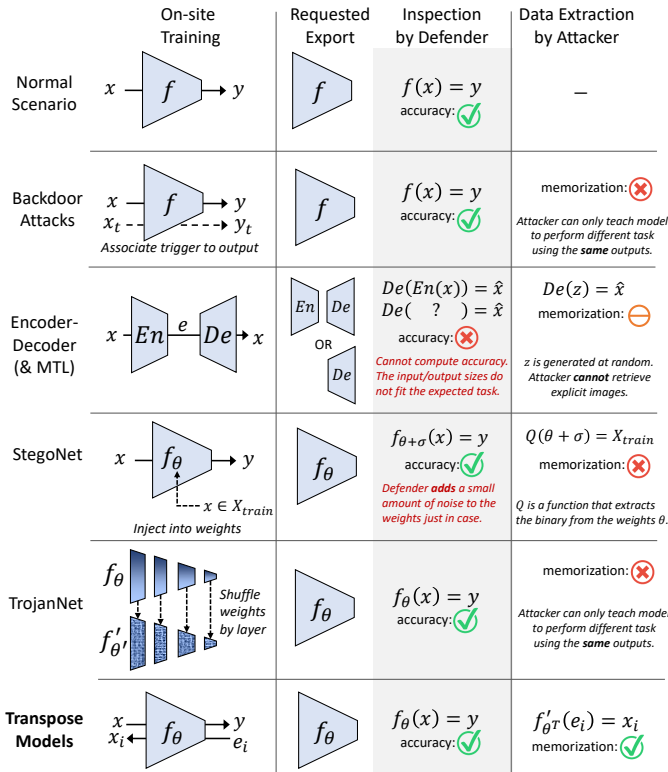 On-site
Training
Requested
Export
Inspection
by Defender
Data Extraction
by Attacker
Normal
Scenario
x f y
f
f(x) = y
accuracy:
–
Backdoor
Attacks
x f y
x_t y_t
Associate trigger to output
f
f(x) = y
accuracy:
memorization:
Attacker can only teach model
to perform different task
using the same outputs.
Encoder-
Decoder
(& MTL)
x En e De x
En De
OR
De
De(En(x)) = x̂
De( ? ) = x̂
accuracy:
Cannot compute accuracy.
The input/output sizes do
not fit the expected task.
De(z) = x̂
memorization:
z is generated at random.
Attacker cannot retrieve
explicit images.
StegoNet
x f_θ y
x ∈ X_train
Inject into weights
f_θ
f_{θ+σ}(x) = y
accuracy:
Defender adds a small
amount of noise to the
weights just in case.
Q(θ + σ) = X_train
memorization:
Q is a function that extracts
the binary from the weights θ.
TrojanNet
f_θ
f'_θ'
Shuffle
weights
by layer
f_θ
f_θ(x) = y
accuracy:
memorization:
Attacker can only teach model
to perform different task
using the same outputs.
Transpose
Models
x f_θ y
x_i e_i
f_θ
f_θ(x) = y
accuracy:
f'_{θ^T}(e_i) = x_i
memorization: